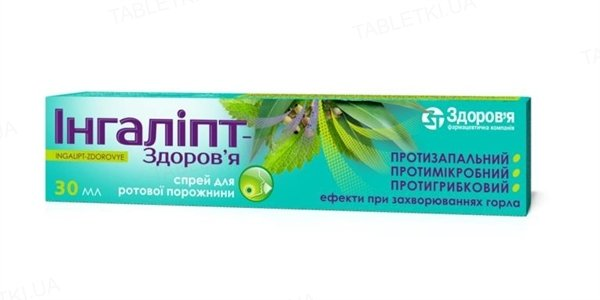 TABLETKI.UA
Інгаліпт-
Здоров'я
INGALIPT-ZDOROVYE
30 мл
спрей для
ротової порожнини
ЗТ Здоров'я
фармацевтична компанія
ПРОТИЗАПАЛЬНИЙ
ПРОТИМІКРОБНИЙ
ПРОТИГРИБКОВИЙ
ефекти при захворюваннях горла